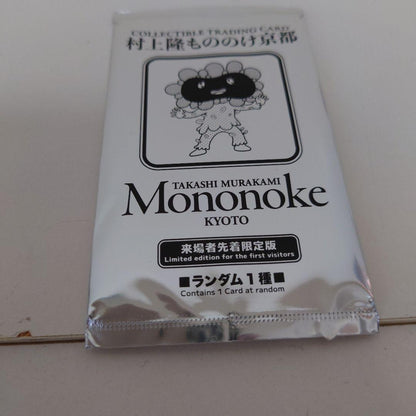 COLLECTIBLE TRADING CARD
村上隆もののけ京都
TAKASHI MURAKAMI
Mononoke
KYOTO
来場者先着限定版
Limited edition for the first visitors
■ランダム1種■
Contains 1 Card at random